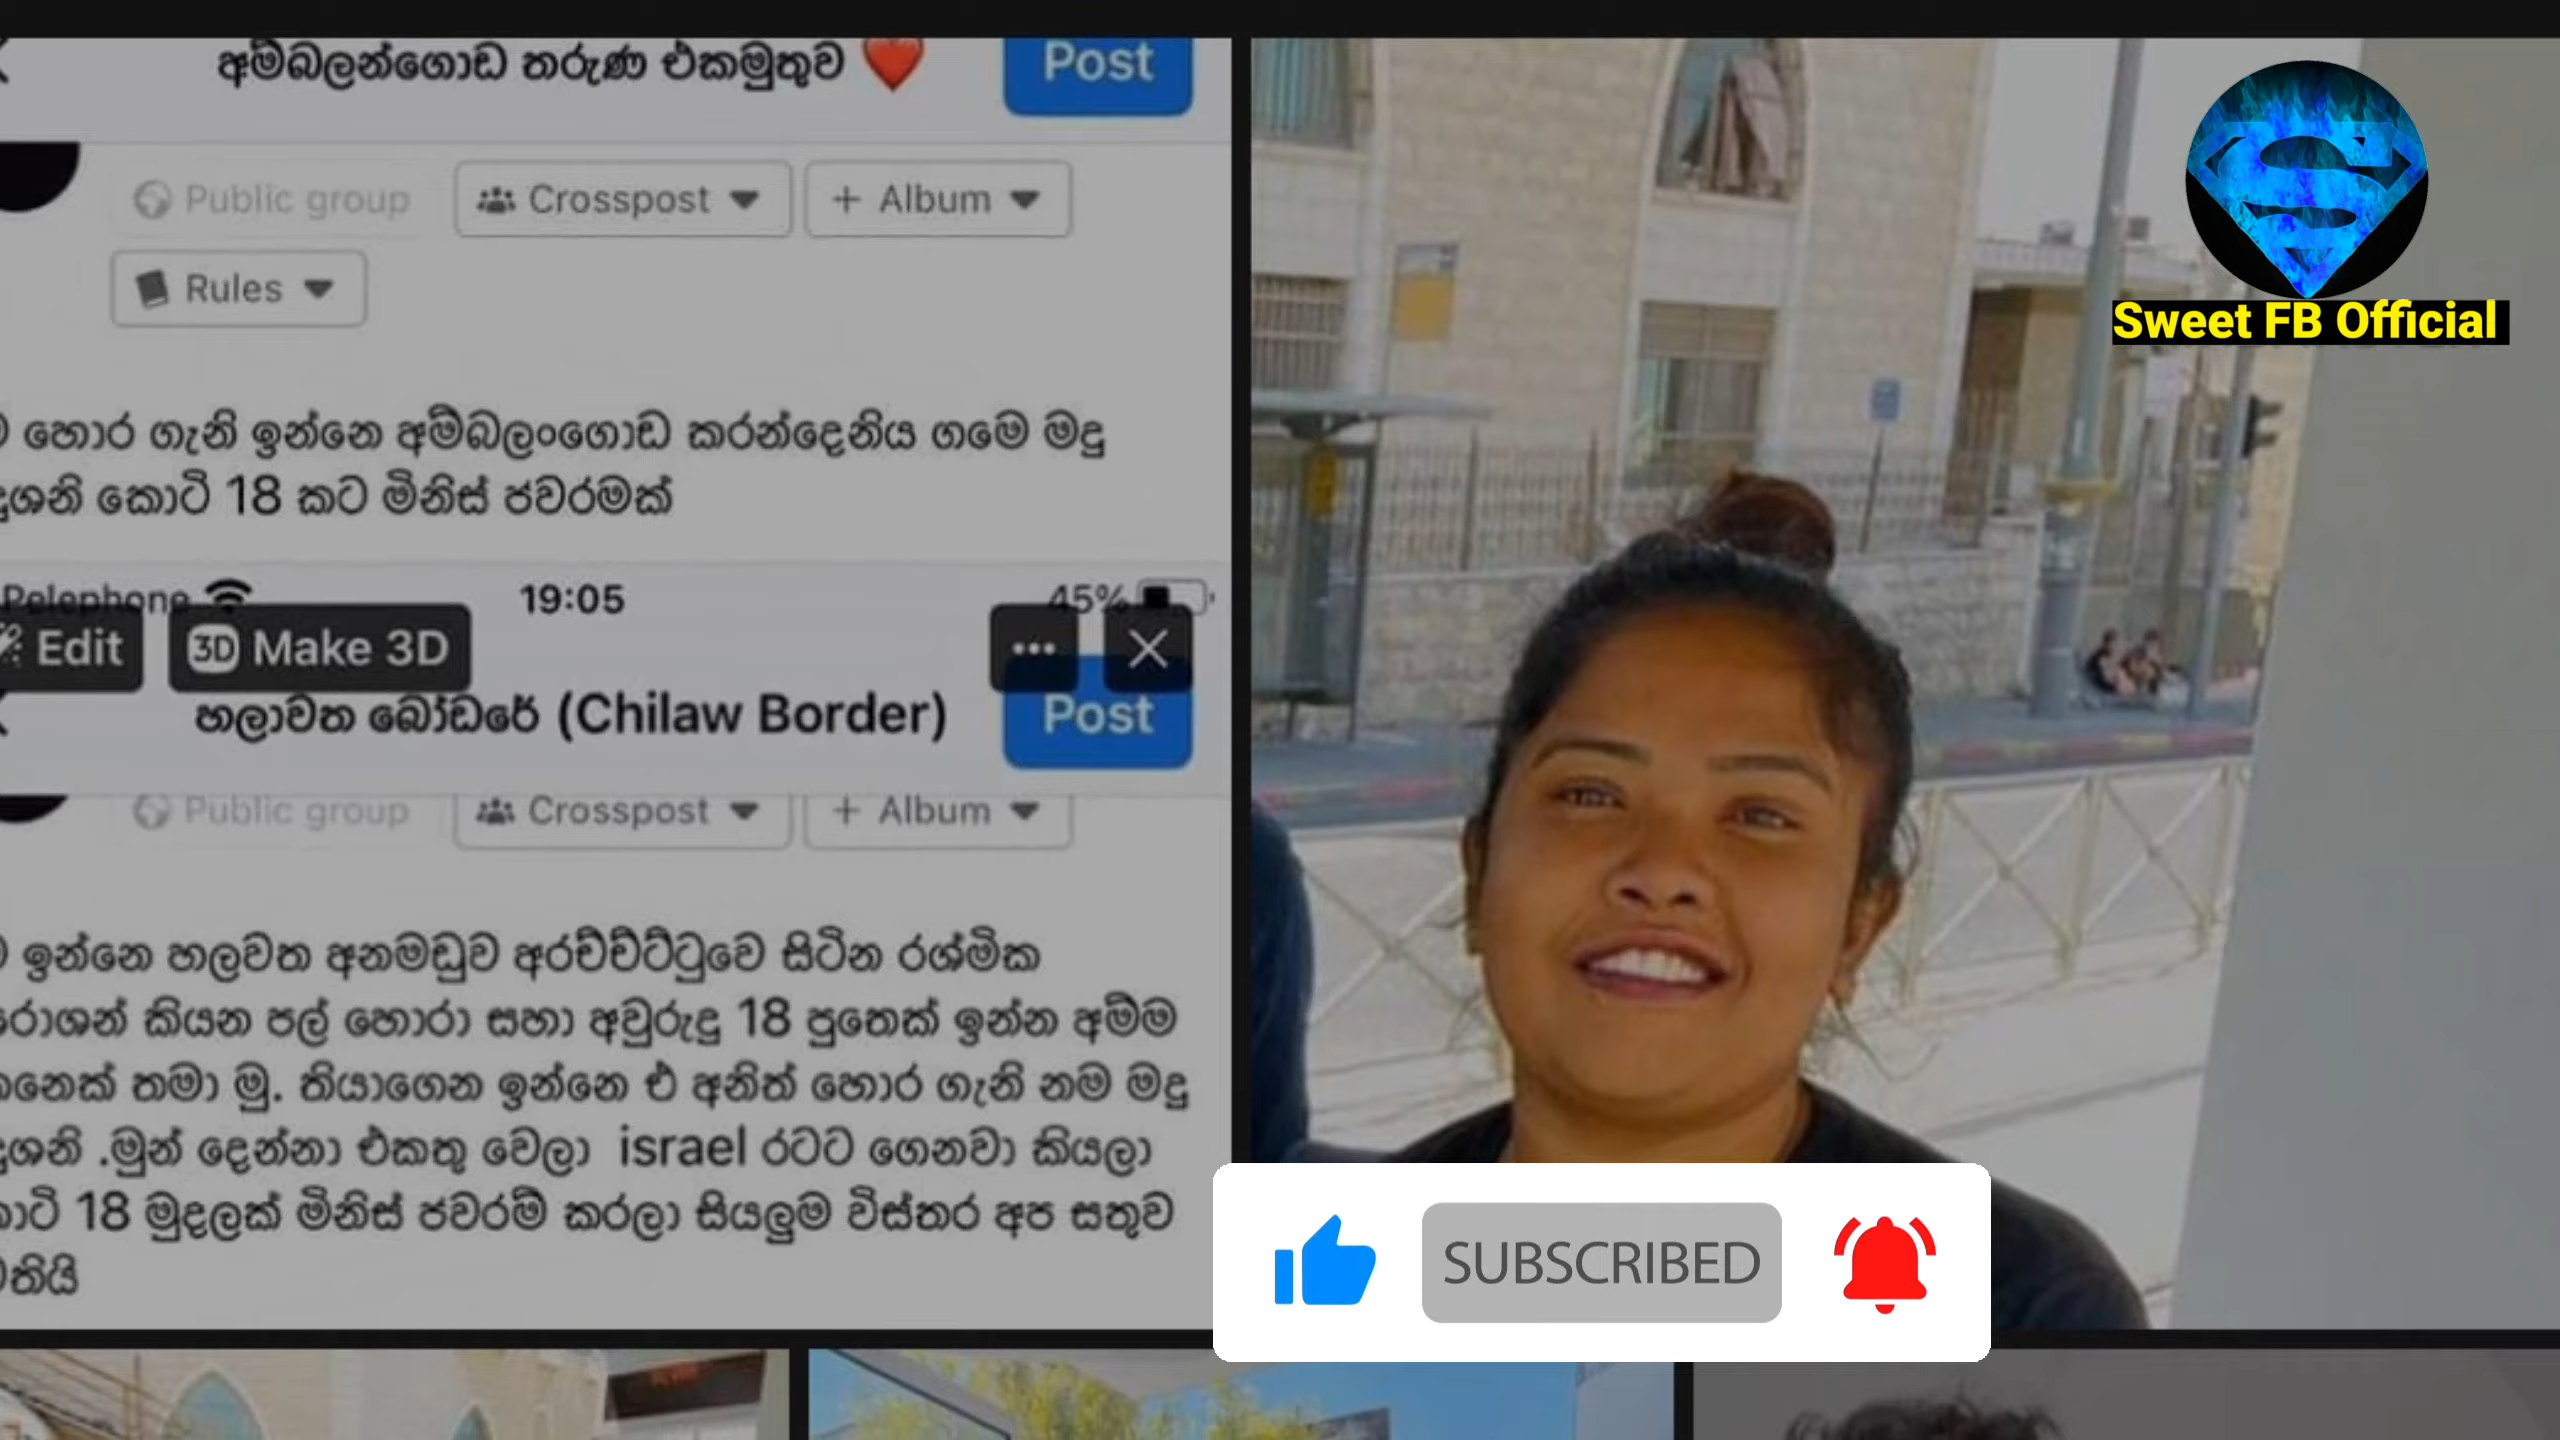 අම්බලන්ගොඩ තරුණ එකමුතුව ❤️ Post
Public group Crosspost + Album
Rules
හොර ගැනි ඉන්නෙ අම්බලංගොඩ කරන්දෙනිය ගමෙ මදු
කොටි 18 කට මිනිස් ජවරමක්
Pelephone 19:05 45%
Edit 3D Make 3D ...
හලාවත බෝඩරේ (Chilaw Border) Post
Public group Crosspost + Album
ඉන්නෙ හලවත අනමඩුව අරච්ච්ට්ටුවෙ සිටින රශ්මික
කියන පල් හොරා සහා අවුරුදු 18 පුතෙක් ඉන්න අම්ම
තමා මු. තියාගෙන ඉන්නෙ එ අනිත් හොර ගැනි නම මදු
.මුන් දෙන්නා එකතු වෙලා israel රටට ගෙනවා කියලා
18 මුදලක් මිනිස් ජවරම් කරලා සියලුම විස්තර අප සතුව
Sweet FB Official
SUBSCRIBED